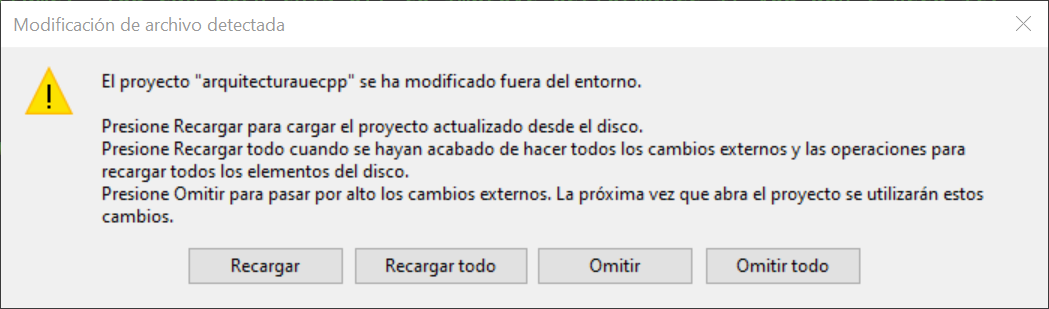 Modificación de archivo detectada
El proyecto "arquitecturauecpp" se ha modificado fuera del entorno.
Presione Recargar para cargar el proyecto actualizado desde el disco.
Presione Recargar todo cuando se hayan acabado de hacer todos los cambios externos y las operaciones para
recargar todos los elementos del disco.
Presione Omitir para pasar por alto los cambios externos. La próxima vez que abra el proyecto se utilizarán estos
cambios.
Recargar
Recargar todo
Omitir
Omitir todo